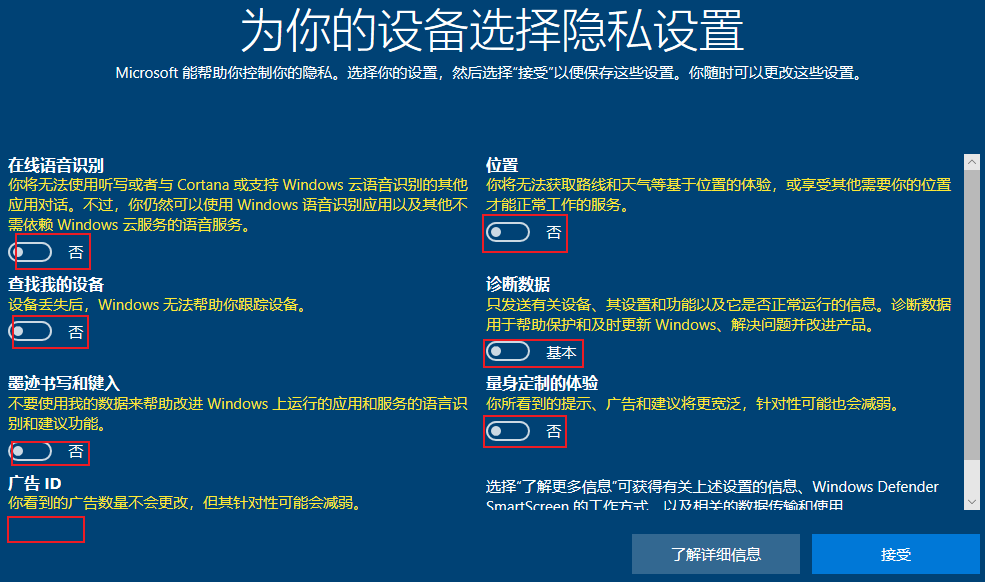 为你的设备选择隐私设置
Microsoft 能帮助你控制你的隐私。选择你的设置，然后选择“接受”以便保存这些设置。你随时可以更改这些设置。
在线语音识别
你将无法使用听写或者与 Cortana 或支持 Windows 云语音识别的其他
应用对话。不过，你仍然可以使用 Windows 语音识别应用以及其他不
需依赖 Windows 云服务的语音服务。
否
查找我的设备
设备丢失后，Windows 无法帮助你跟踪设备。
否
墨迹书写和键入
不要使用我的数据来帮助改进 Windows 上运行的应用和服务的语言识
别和建议功能。
否
广告 ID
你看到的广告数量不会更改，但其针对性可能会减弱。
位置
你将无法获取路线和天气等基于位置的体验，或享受其他需要你的位置
才能正常工作的服务。
否
诊断数据
只发送有关设备、其设置和功能以及它是否正常运行的信息。诊断数据
用于帮助保护和及时更新 Windows、解决问题并改进产品。
基本
量身定制的体验
你所看到的提示、广告和建议将更宽泛，针对性可能也会减弱。
否
选择“了解更多信息”可获得有关上述设置的信息、Windows Defender
SmartScreen 的工作方式，以及相关的数据传输和使用
了解详细信息
接受